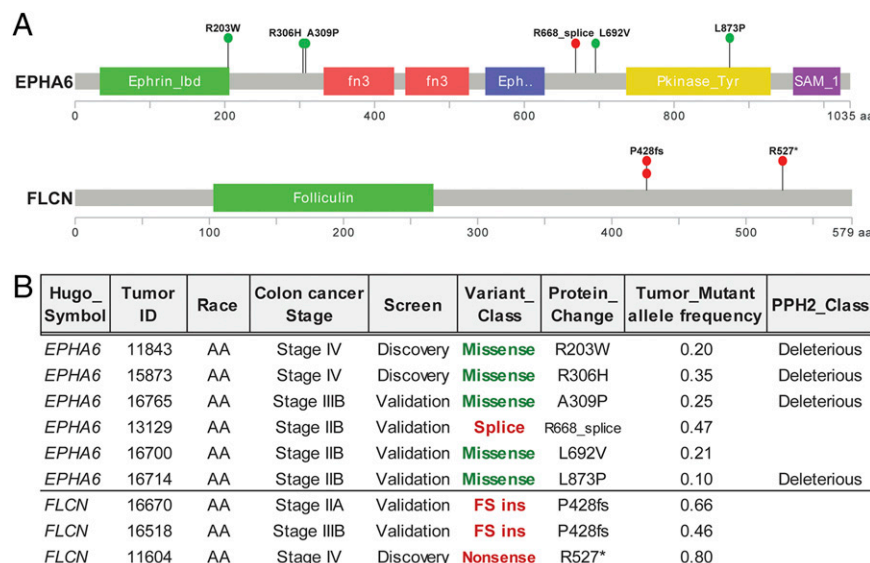 A
R203W R306H A309P R668_splice L692V L873P
EPHA6 Ephrin_lbd fn3 fn3 Eph.. Pkinase_Tyr SAM_1
0 200 400 600 800 1035 aa
P428fs R527*
FLCN Folliculin
0 100 200 300 400 500 579 aa
B
Hugo_ Tumor Race Colon cancer Screen Variant_ Protein_ Tumor_Mutant PPH2_Class
Symbol ID Stage Class Change allele frequency
EPHA6 11843 AA Stage IV Discovery Missense R203W 0.20 Deleterious
EPHA6 15873 AA Stage IV Discovery Missense R306H 0.35 Deleterious
EPHA6 16765 AA Stage IIIB Validation Missense A309P 0.25 Deleterious
EPHA6 13129 AA Stage IIB Validation Splice R668_splice 0.47
EPHA6 16700 AA Stage IIB Validation Missense L692V 0.21
EPHA6 16714 AA Stage IIB Validation Missense L873P 0.10 Deleterious
FLCN 16670 AA Stage IIA Validation FS ins P428fs 0.66
FLCN 16518 AA Stage IIIB Validation FS ins P428fs 0.46
FLCN 11604 AA Stage IV Discovery Nonsense R527* 0.80